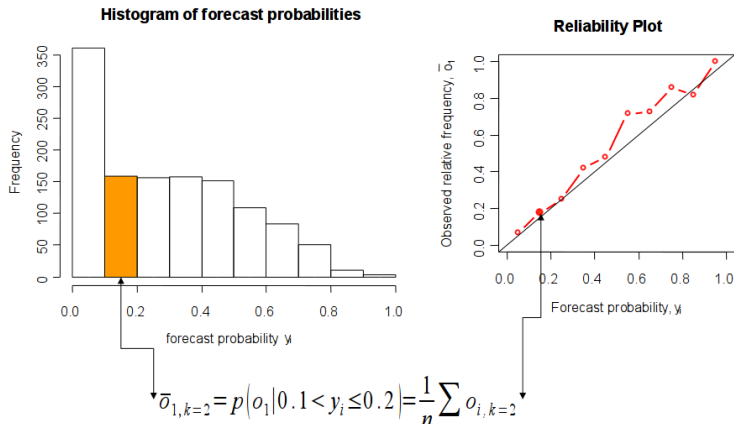 Histogram of forecast probabilities
Frequency
350
300
250
200
150
100
50
0
0.0 0.2 0.4 0.6 0.8 1.0
forecast probability yᵢ
Reliability Plot
Observed relative frequency, o̅₁
1.0
0.8
0.6
0.4
0.2
0.0
0.0 0.2 0.4 0.6 0.8 1.0
Forecast probability, yᵢ
o̅₁,ₖ₌₂ = p(o₁|0.1< yᵢ ≤0.2)= 1/n ∑ oᵢ,ₖ₌₂